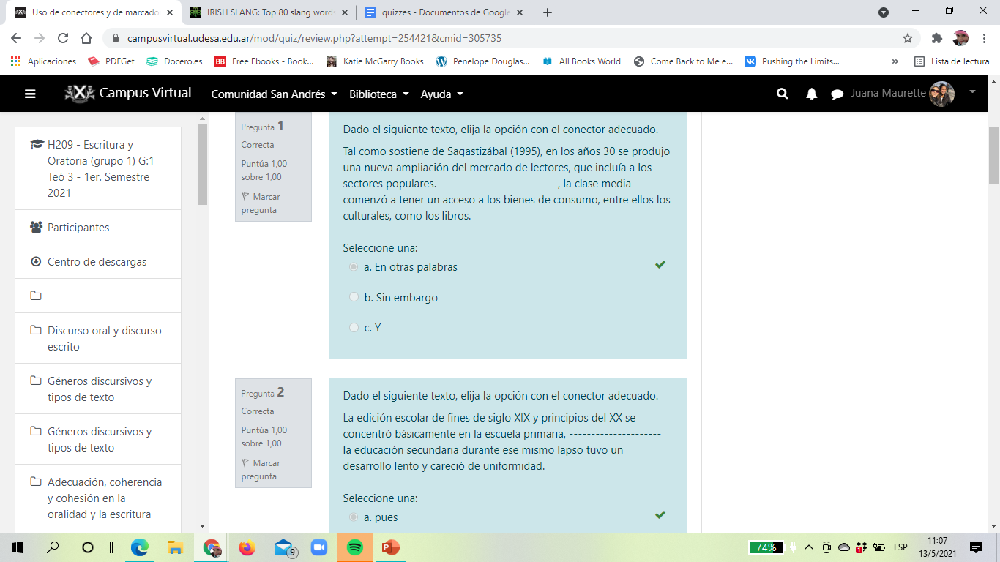 Uso de conectores y de marcado
IRISH SLANG: Top 80 slang words
quizzes - Documentos de Google
campusvirtual.udesa.edu.ar/mod/quiz/review.php?attempt=254421&cmid=305735
Aplicaciones
PDFGet
Docero.es
BB
Free Ebooks - Book...
Katie McGarry Books
Penelope Douglas...
All Books World
Come Back to Me e...
Pushing the Limits...
»
Lista de lectura
Campus Virtual
Comunidad San Andrés
Biblioteca
Ayuda
Juana Maurette
H209 - Escritura y
Oratoria (grupo 1) G:1
Teó 3 - 1er. Semestre
2021
Participantes
Centro de descargas
Discurso oral y discurso
escrito
Géneros discursivos y
tipos de texto
Géneros discursivos y
tipos de texto
Adecuación, coherencia
y cohesión en la
oralidad y la escritura
Pregunta 1
Correcta
Puntúa 1,00
sobre 1,00
Marcar
pregunta
Dado el siguiente texto, elija la opción con el conector adecuado.
Tal como sostiene de Sagastizábal (1995), en los años 30 se produjo
una nueva ampliación del mercado de lectores, que incluía a los
sectores populares. ---------------------------, la clase media
comenzó a tener un acceso a los bienes de consumo, entre ellos los
culturales, como los libros.
Seleccione una:
a. En otras palabras
b. Sin embargo
c. Y
Pregunta 2
Correcta
Puntúa 1,00
sobre 1,00
Marcar
pregunta
Dado el siguiente texto, elija la opción con el conector adecuado.
La edición escolar de fines de siglo XIX y principios del XX se
concentró básicamente en la escuela primaria, ---------------------
la educación secundaria durante ese mismo lapso tuvo un
desarrollo lento y careció de uniformidad.
Seleccione una:
a. pues
9
74%
1
ESP
11:07
13/5/2021